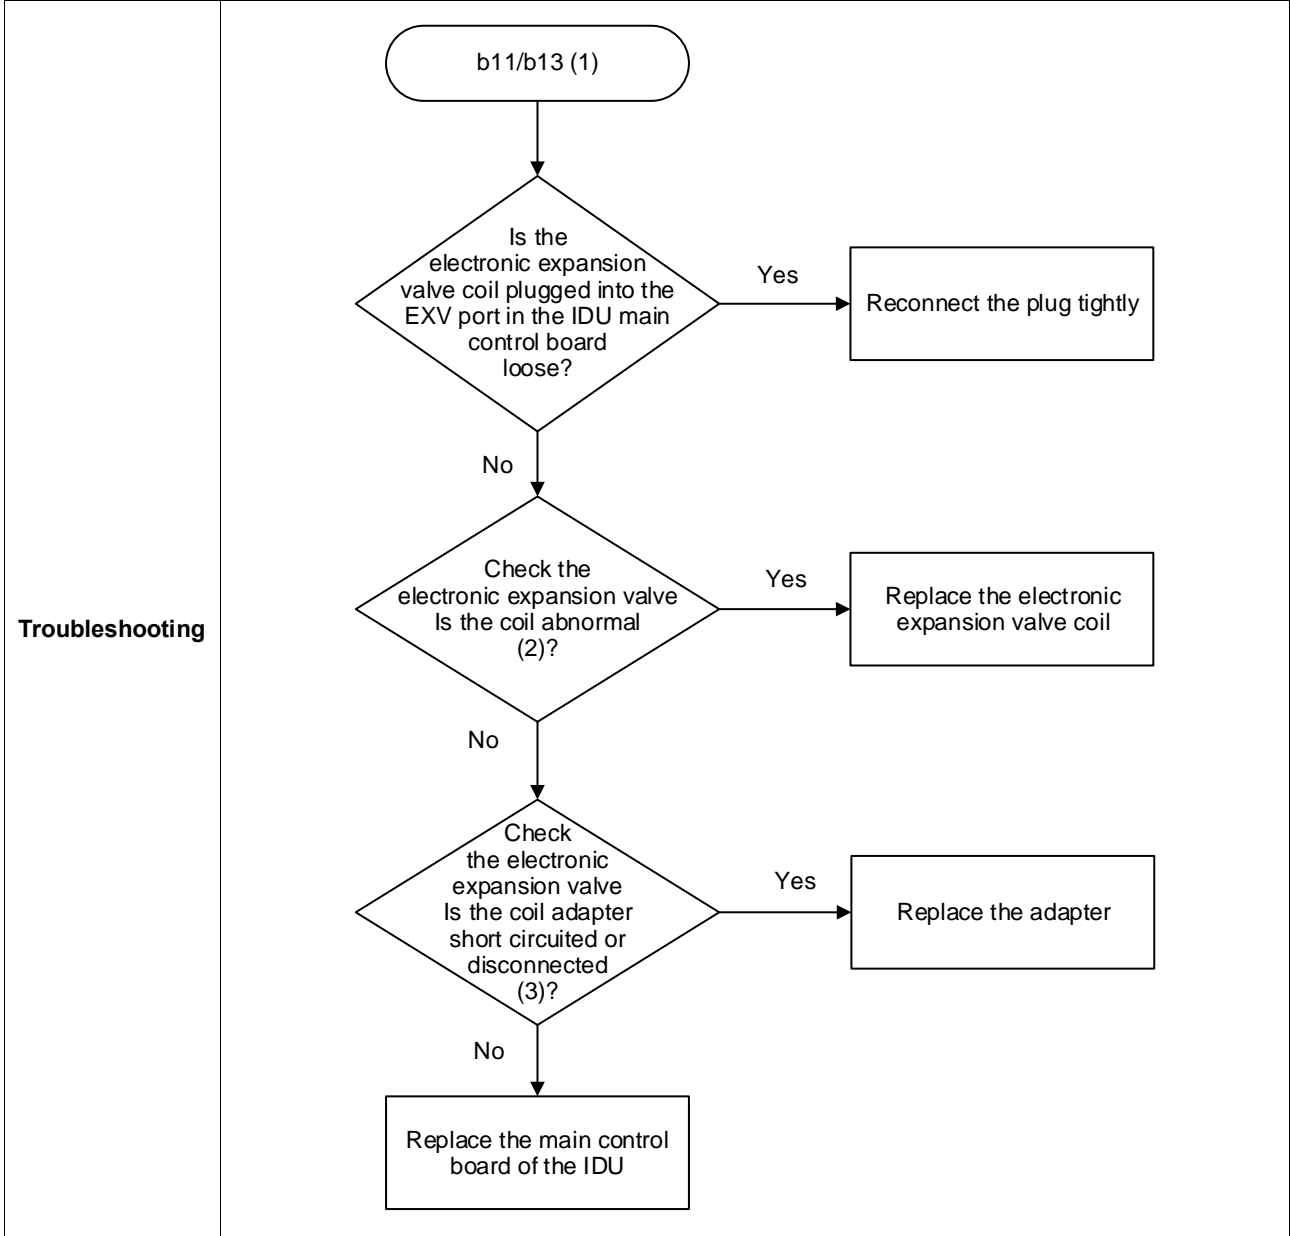 b11/b13 (1)
Is the
electronic expansion
valve coil plugged into the
EXV port in the IDU main
control board
loose?
Yes
Reconnect the plug tightly
No
Check the
electronic expansion valve
Is the coil abnormal
(2)?
Yes
Replace the electronic
expansion valve coil
Troubleshooting
No
Check
the electronic
expansion valve
Is the coil adapter
short circuited or
disconnected
(3)?
Yes
Replace the adapter
No
Replace the main control
board of the IDU